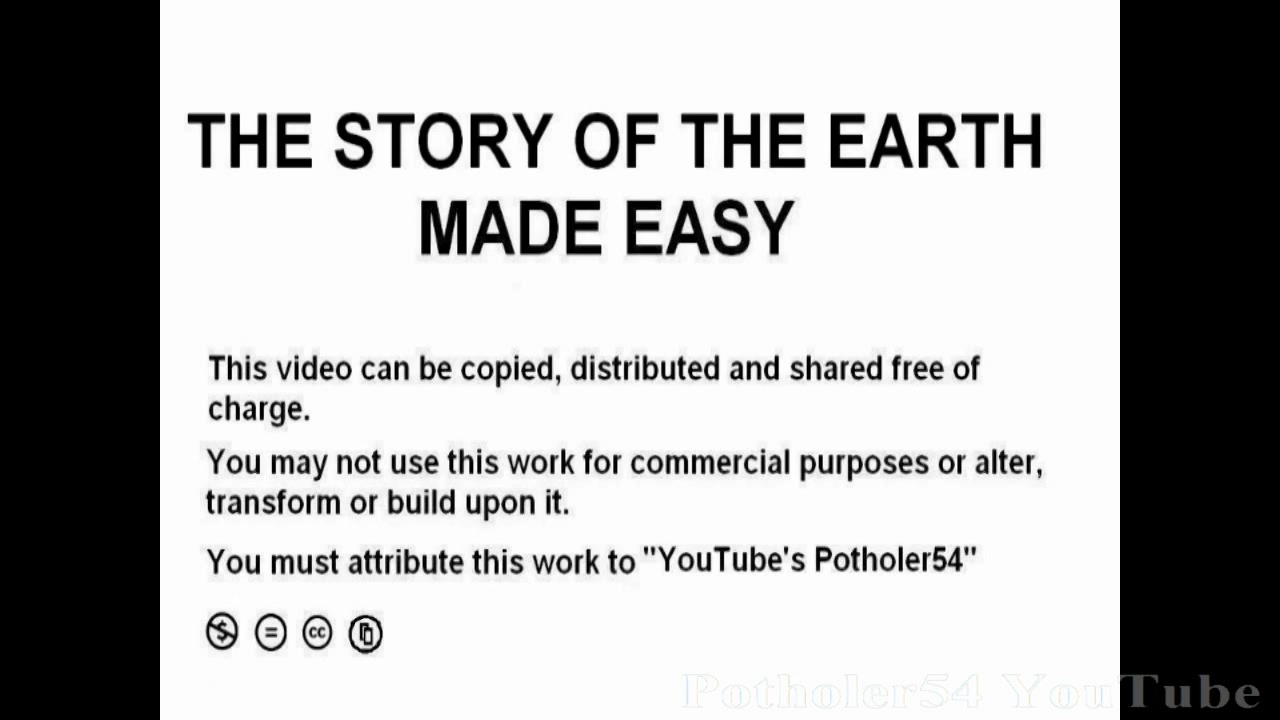 THE STORY OF THE EARTH
MADE EASY
This video can be copied, distributed and shared free of
charge.
You may not use this work for commercial purposes or alter,
transform or build upon it.
You must attribute this work to "YouTube's Potholer54"
$ = cc
Potholer54 YouTube